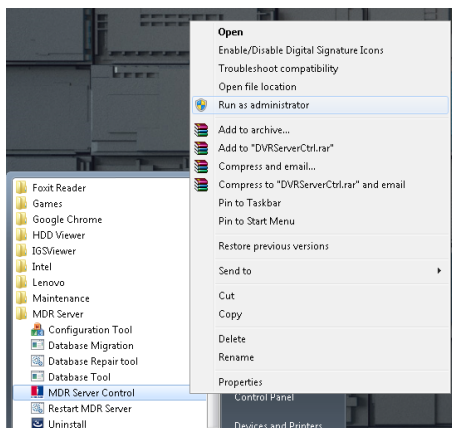 Open
Enable/Disable Digital Signature Icons
Troubleshoot compatibility
Open file location
Run as administrator
Add to archive...
Add to "DVRServerCtrl.rar"
Compress and email...
Compress to "DVRServerCtrl.rar" and email
Pin to Taskbar
Pin to Start Menu
Restore previous versions
Send to
Cut
Copy
Delete
Rename
Properties
Foxit Reader
Games
Google Chrome
HDD Viewer
IGSViewer
Intel
Lenovo
Maintenance
MDR Server
Configuration Tool
Database Migration
Database Repair tool
Database Tool
MDR Server Control
Restart MDR Server
Uninstall
Control Panel
Devices and Printers